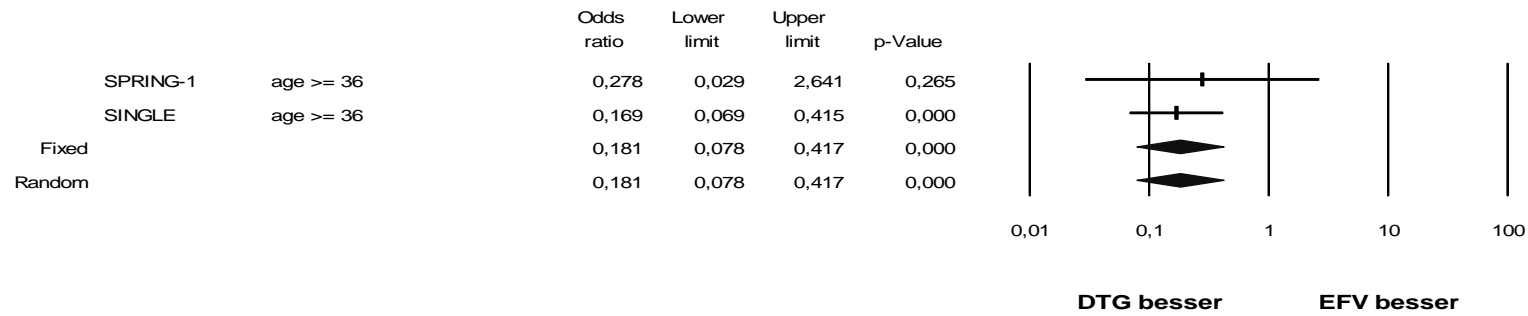 Odds Lower Upper
ratio limit limit p-Value
SPRING-1 age >= 36 0,278 0,029 2,641 0,265
SINGLE age >= 36 0,169 0,069 0,415 0,000
Fixed 0,181 0,078 0,417 0,000
Random 0,181 0,078 0,417 0,000
0,01 0,1 1 10 100
DTG besser EFV besser